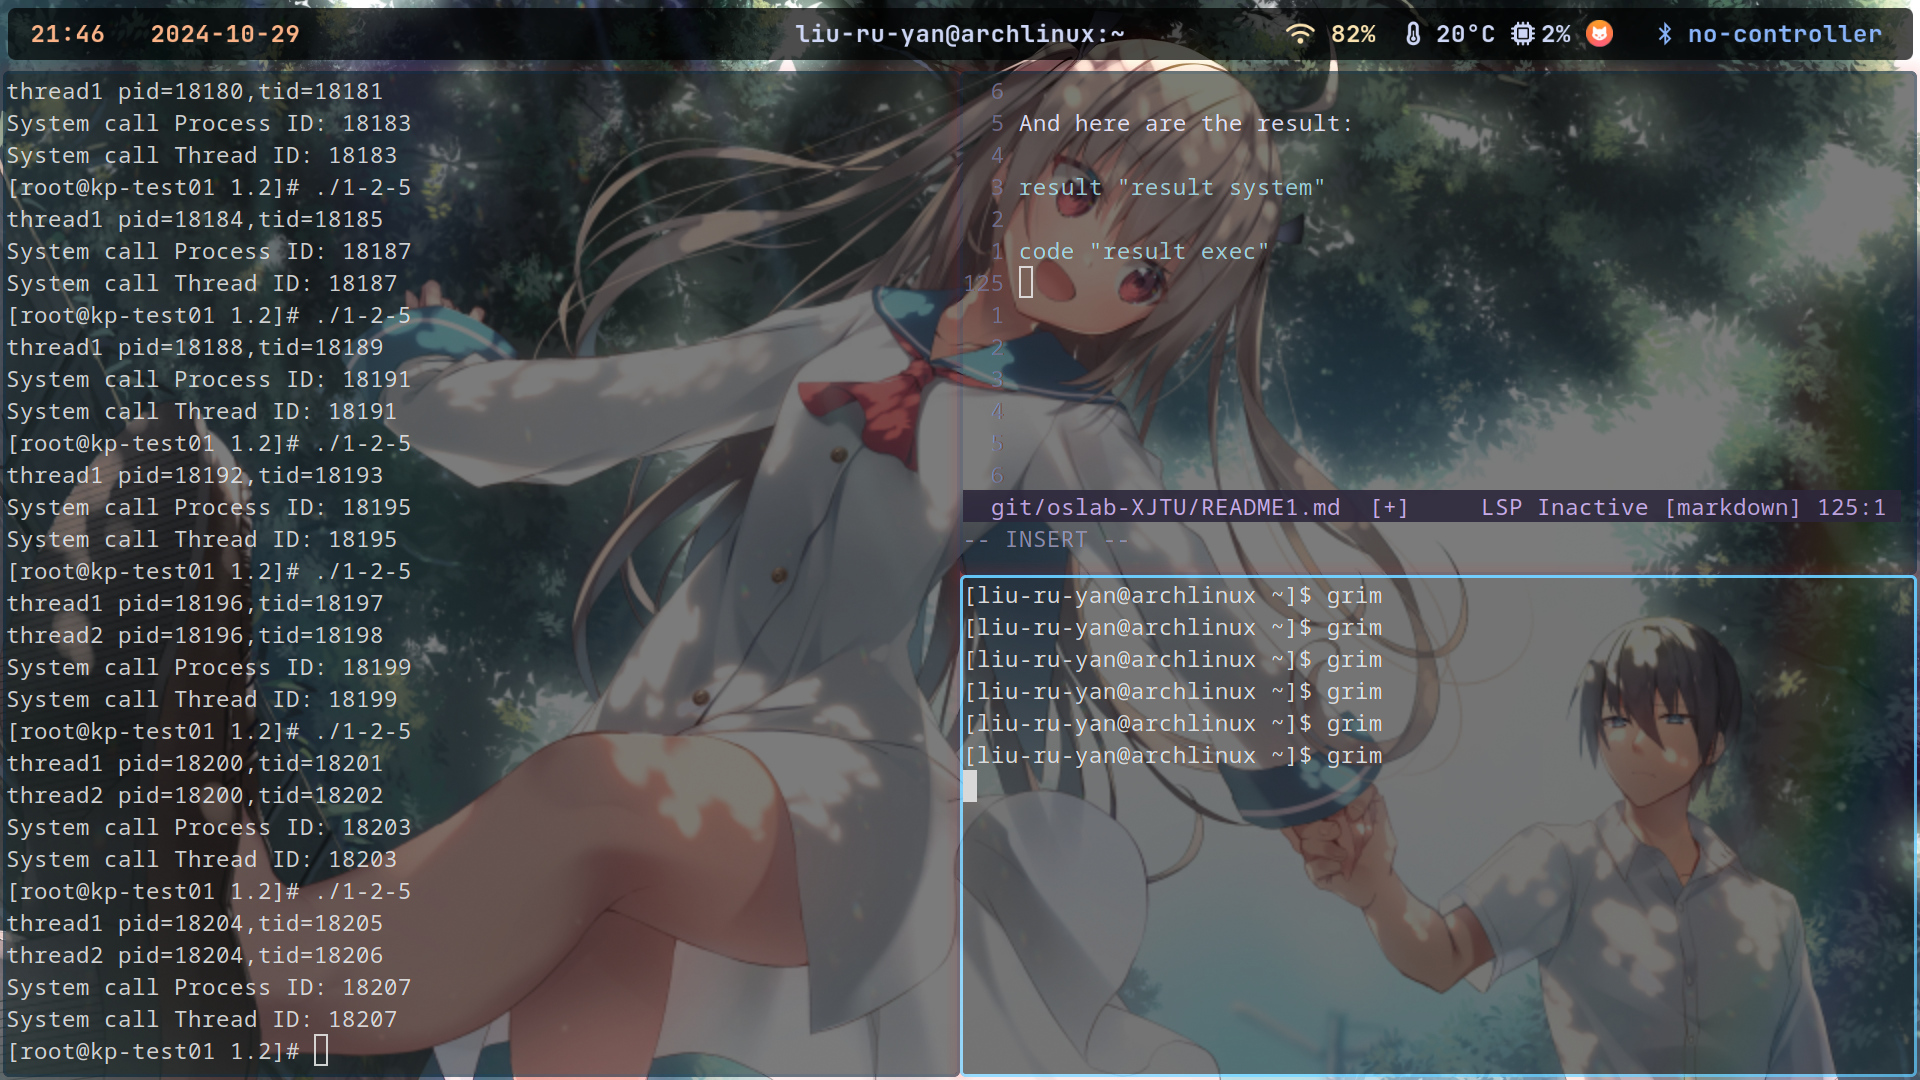 21:46 2024-10-29 liu-ru-yan@archlinux:~ 82% 20°C 2% no-controller
thread1 pid=18180,tid=18181
System call Process ID: 18183
System call Thread ID: 18183
[root@kp-test01 1.2]# ./1-2-5
thread1 pid=18184,tid=18185
System call Process ID: 18187
System call Thread ID: 18187
[root@kp-test01 1.2]# ./1-2-5
thread1 pid=18188,tid=18189
System call Process ID: 18191
System call Thread ID: 18191
[root@kp-test01 1.2]# ./1-2-5
thread1 pid=18192,tid=18193
System call Process ID: 18195
System call Thread ID: 18195
[root@kp-test01 1.2]# ./1-2-5
thread1 pid=18196,tid=18197
thread2 pid=18196,tid=18198
System call Process ID: 18199
System call Thread ID: 18199
[root@kp-test01 1.2]# ./1-2-5
thread1 pid=18200,tid=18201
thread2 pid=18200,tid=18202
System call Process ID: 18203
System call Thread ID: 18203
[root@kp-test01 1.2]# ./1-2-5
thread1 pid=18204,tid=18205
thread2 pid=18204,tid=18206
System call Process ID: 18207
System call Thread ID: 18207
[root@kp-test01 1.2]#
6
5 And here are the result:
4
3 result "result system"
2
1 code "result exec"
125
1
2
3
4
5
6
git/oslab-XJTU/README1.md [+] LSP Inactive [markdown] 125:1
-- INSERT --
[liu-ru-yan@archlinux ~]$ grim
[liu-ru-yan@archlinux ~]$ grim
[liu-ru-yan@archlinux ~]$ grim
[liu-ru-yan@archlinux ~]$ grim
[liu-ru-yan@archlinux ~]$ grim
[liu-ru-yan@archlinux ~]$ grim